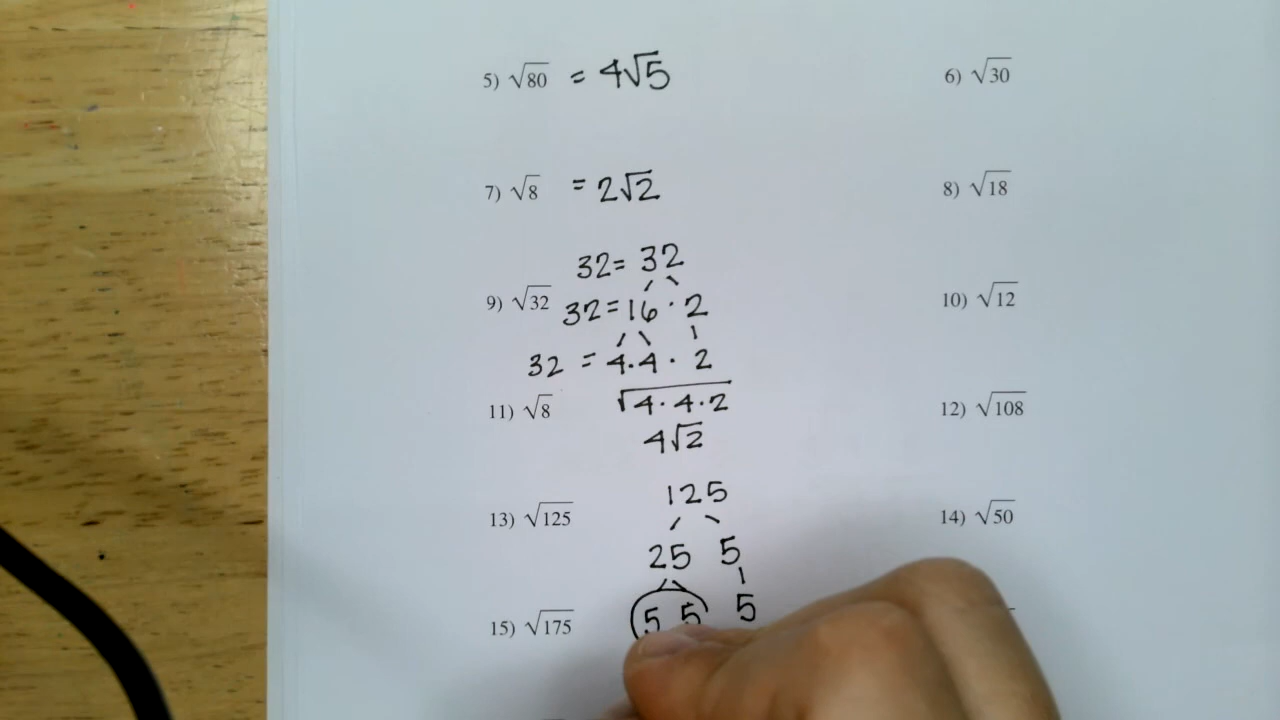 5) √80 = 4√5
6) √30
7) √8 = 2√2
8) √18
32 = 32
9) √32
32 = 16 · 2
10) √12
32 = 4 · 4 · 2
11) √8
√4 · 4 · 2
12) √108
4√2
125
13) √125
14) √50
25 5
5 5 5
15) √175